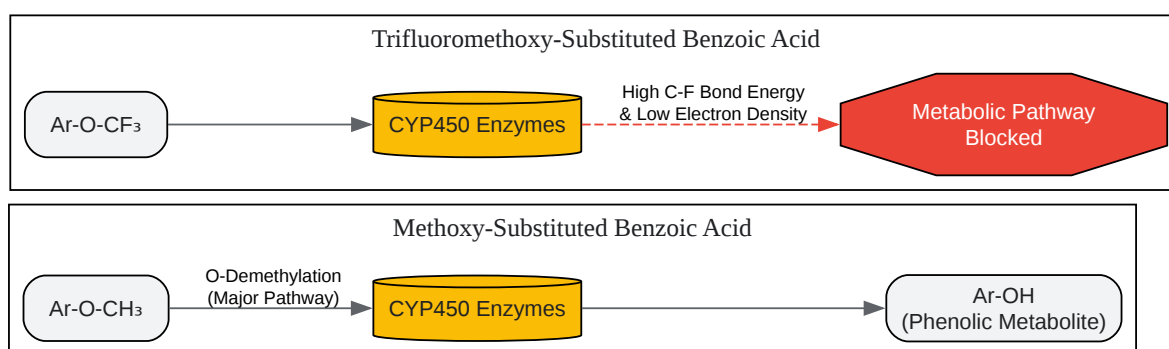 Trifluoromethoxy-Substituted Benzoic Acid
Ar-O-CF₃
CYP450 Enzymes
High C-F Bond Energy
& Low Electron Density
Metabolic Pathway
Blocked
Methoxy-Substituted Benzoic Acid
Ar-O-CH₃
O-Demethylation
(Major Pathway)
CYP450 Enzymes
Ar-OH
(Phenolic Metabolite)